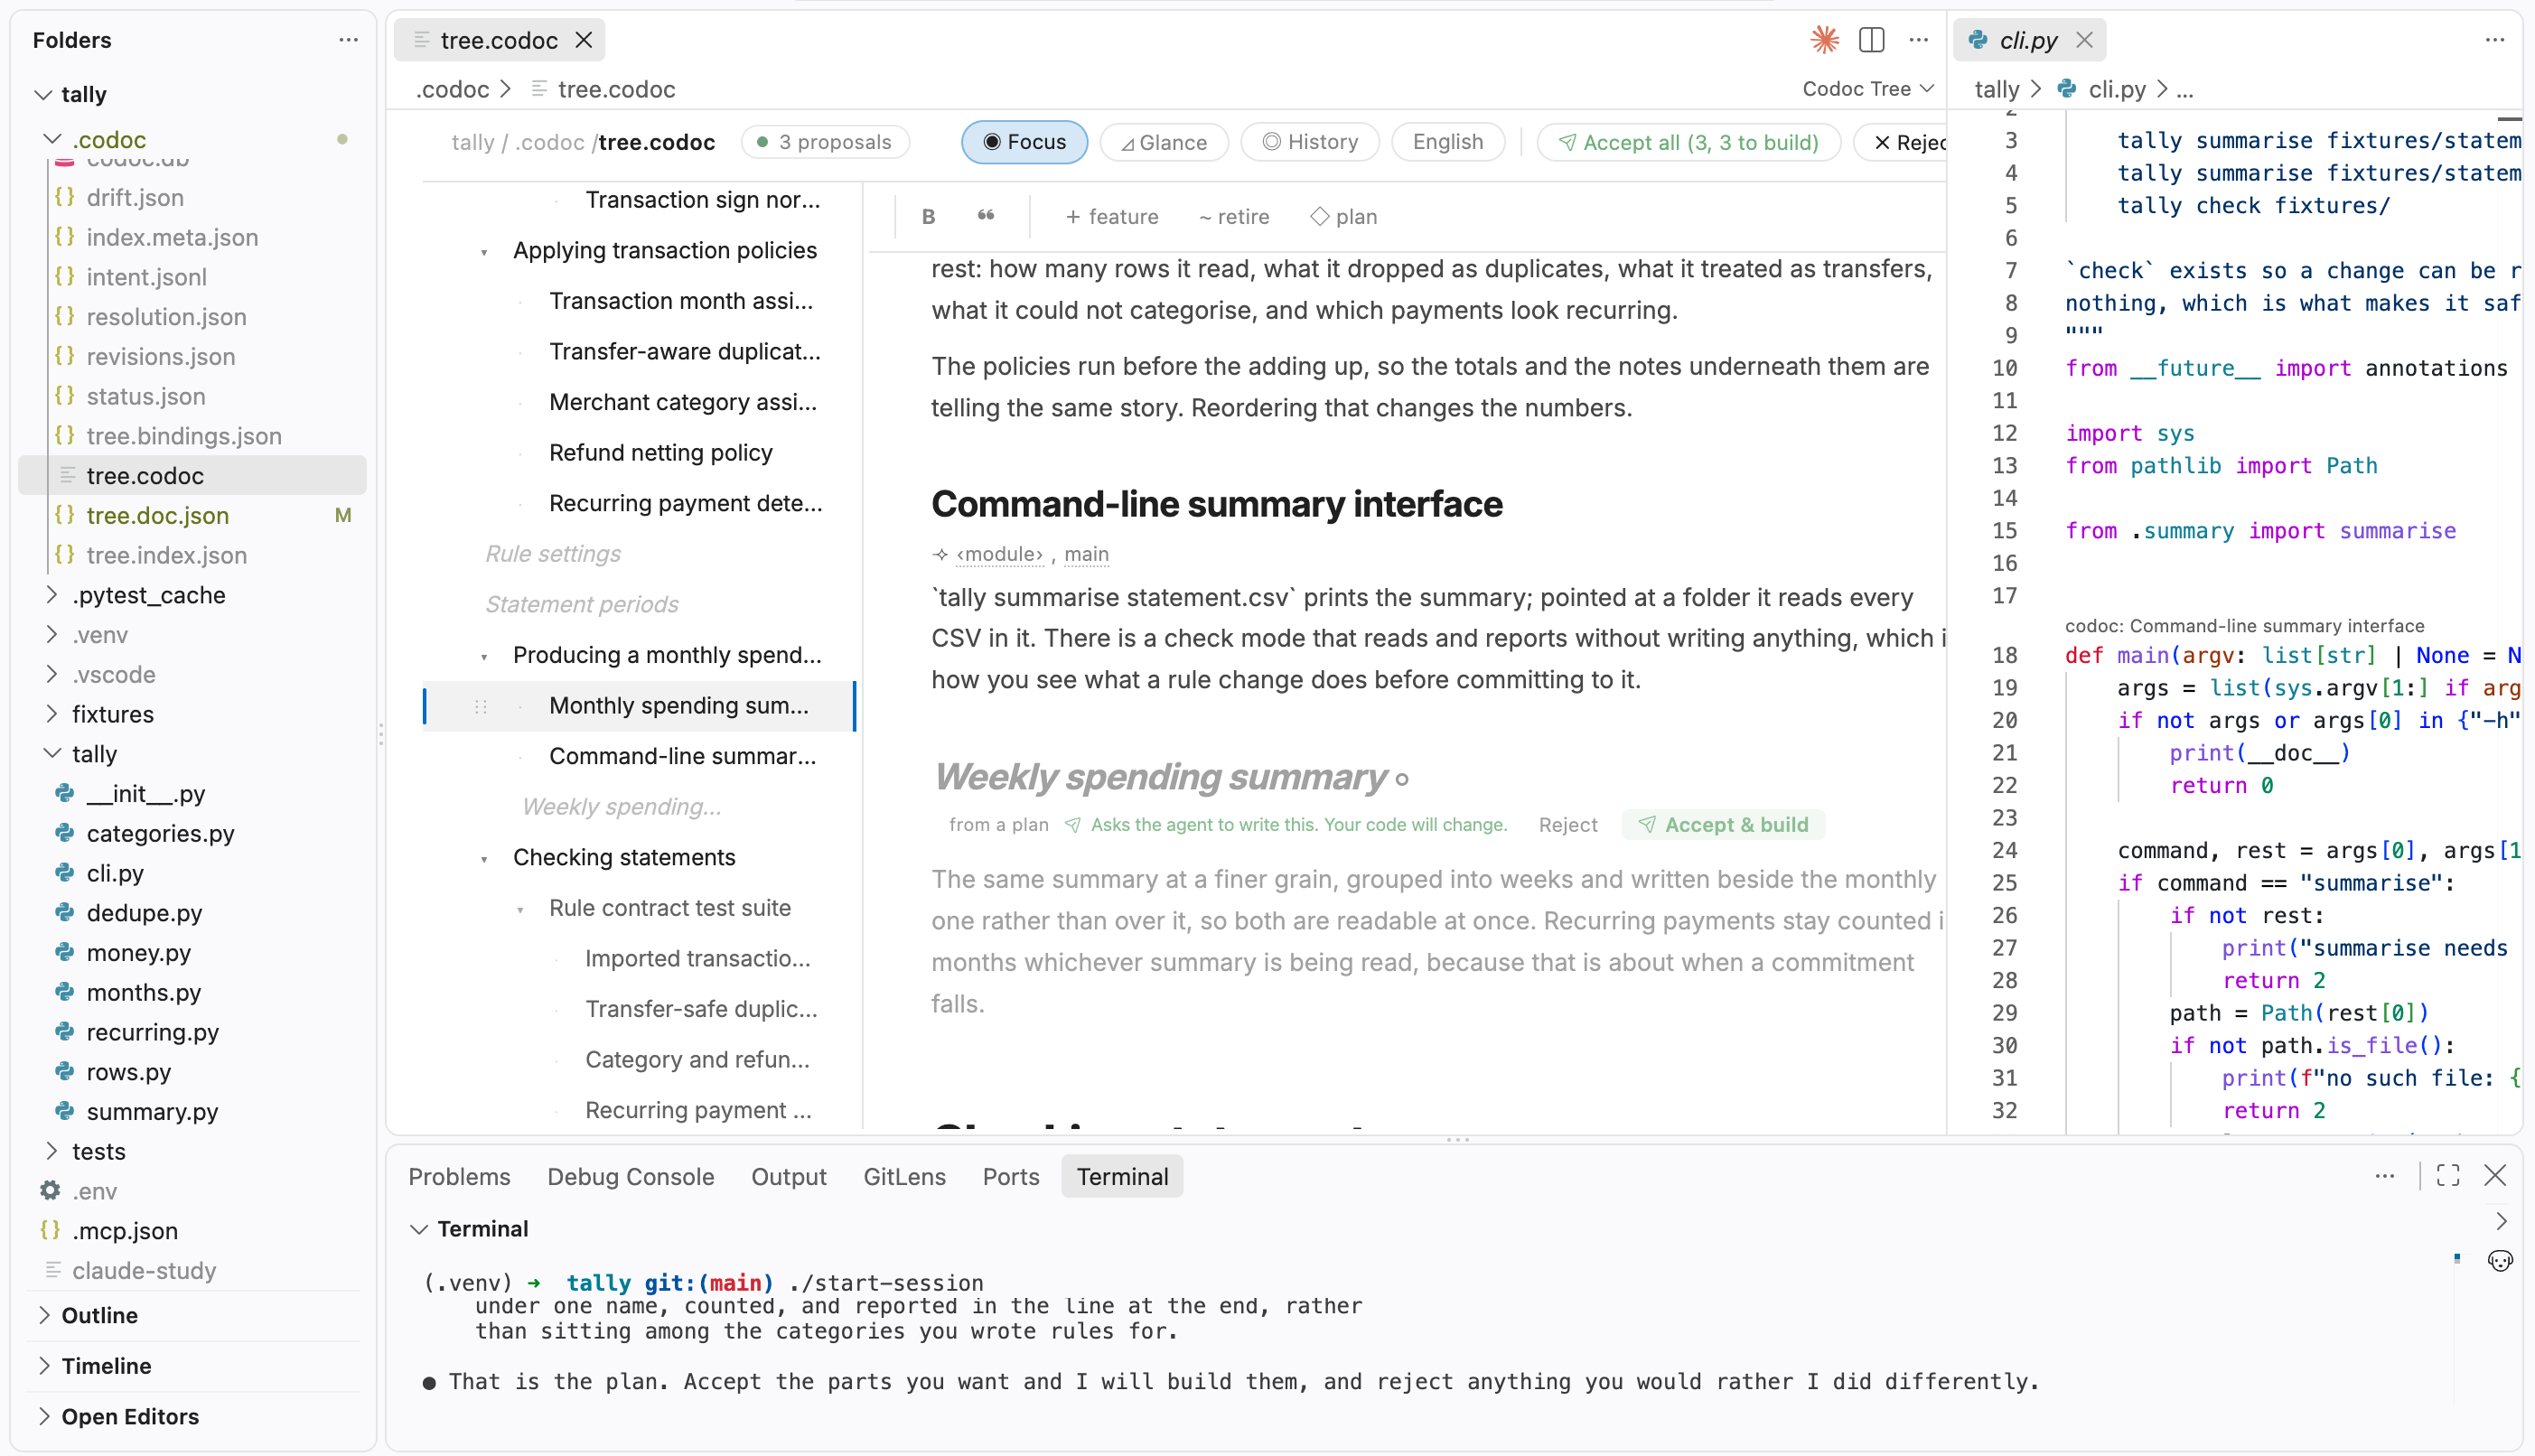 Folders
tally
.codoc
codoc.db
drift.json
index.meta.json
intent.jsonl
resolution.json
revisions.json
status.json
tree.bindings.json
tree.codoc
tree.doc.json M
tree.index.json
.pytest_cache
.venv
.vscode
fixtures
tally
__init__.py
categories.py
cli.py
dedupe.py
money.py
months.py
recurring.py
rows.py
summary.py
tests
.env
.mcp.json
claude-study
Outline
Timeline
Open Editors
tree.codoc
.codoc > tree.codoc
Codoc Tree
tally / .codoc /tree.codoc
3 proposals
Focus
Glance
History
English
Accept all (3, 3 to build)
Rejec
Transaction sign nor...
Applying transaction policies
Transaction month assi...
Transfer-aware duplicat...
Merchant category assi...
Refund netting policy
Recurring payment dete...
Rule settings
Statement periods
Producing a monthly spend...
Monthly spending sum...
Command-line summar...
Weekly spending...
Checking statements
Rule contract test suite
Imported transactio...
Transfer-safe duplic...
Category and refun...
Recurring payment ...
B “ + feature ~ retire ◇ plan
rest: how many rows it read, what it dropped as duplicates, what it treated as transfers,
what it could not categorise, and which payments look recurring.
The policies run before the adding up, so the totals and the notes underneath them are
telling the same story. Reordering that changes the numbers.
Command-line summary interface
‹module› , main
`tally summarise statement.csv` prints the summary; pointed at a folder it reads every
CSV in it. There is a check mode that reads and reports without writing anything, which i
how you see what a rule change does before committing to it.
Weekly spending summary
from a plan Asks the agent to write this. Your code will change. Reject Accept & build
The same summary at a finer grain, grouped into weeks and written beside the monthly
one rather than over it, so both are readable at once. Recurring payments stay counted i
months whichever summary is being read, because that is about when a commitment
falls.
cli.py
tally > cli.py > ...
2
3 tally summarise fixtures/statem
4 tally summarise fixtures/statem
5 tally check fixtures/
6
7 `check` exists so a change can be r
8 nothing, which is what makes it saf
9 """
10 from __future__ import annotations
11
12 import sys
13 from pathlib import Path
14
15 from .summary import summarise
16
17
codoc: Command-line summary interface
18 def main(argv: list[str] | None = N
19 args = list(sys.argv[1:] if arg
20 if not args or args[0] in {"-h"
21 print(__doc__)
22 return 0
23
24 command, rest = args[0], args[1
25 if command == "summarise":
26 if not rest:
27 print("summarise needs
28 return 2
29 path = Path(rest[0])
30 if not path.is_file():
31 print(f"no such file: {
32 return 2
Problems
Debug Console
Output
GitLens
Ports
Terminal
Terminal
(.venv) ➜ tally git:(main) ./start-session
under one name, counted, and reported in the line at the end, rather
than sitting among the categories you wrote rules for.
● That is the plan. Accept the parts you want and I will build them, and reject anything you would rather I did differently.